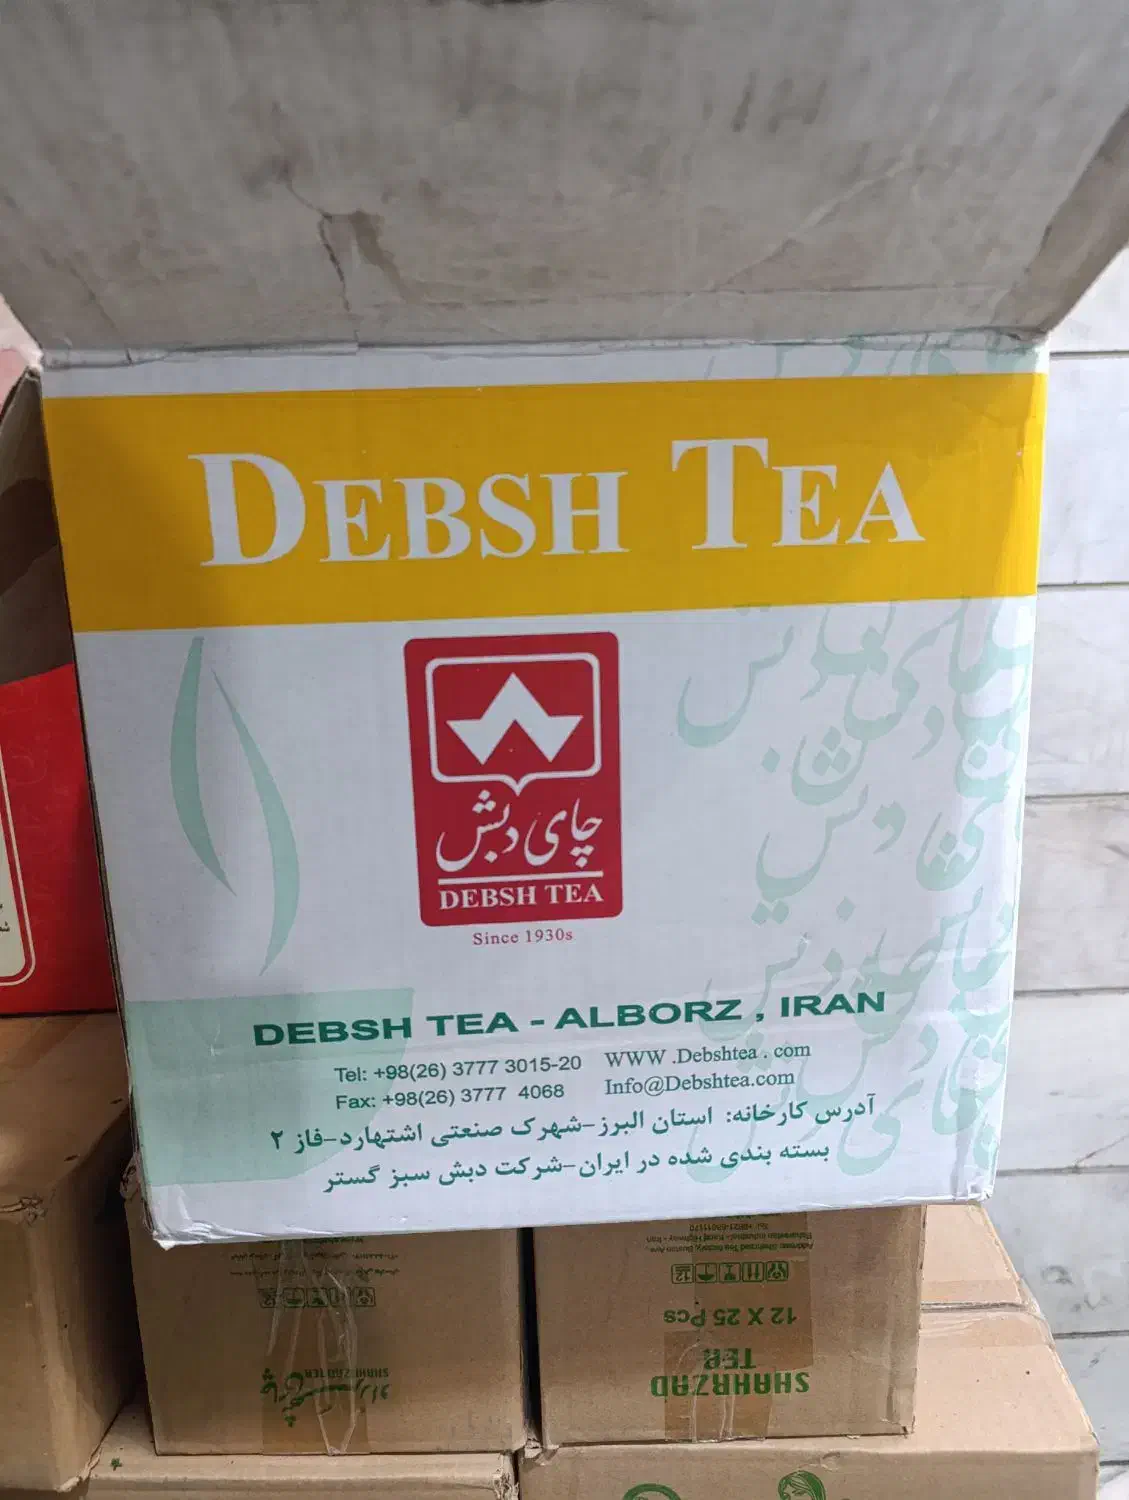 DEBSH TEA
چای دبش
DEBSH TEA
Since 1930s
DEBSH TEA - ALBORZ , IRAN
Tel: +98(26) 3777 3015-20
WWW .Debshtea . com
Fax: +98(26) 3777 4068
Info@Debshtea.com
آدرس کارخانه: استان البرز-شهرک صنعتی اشتهارد-فاز ۲
بسته بندی شده در ایران-شرکت دبش سبز گستر
12 X 25 Pcs
SHAHRZAD
TEA